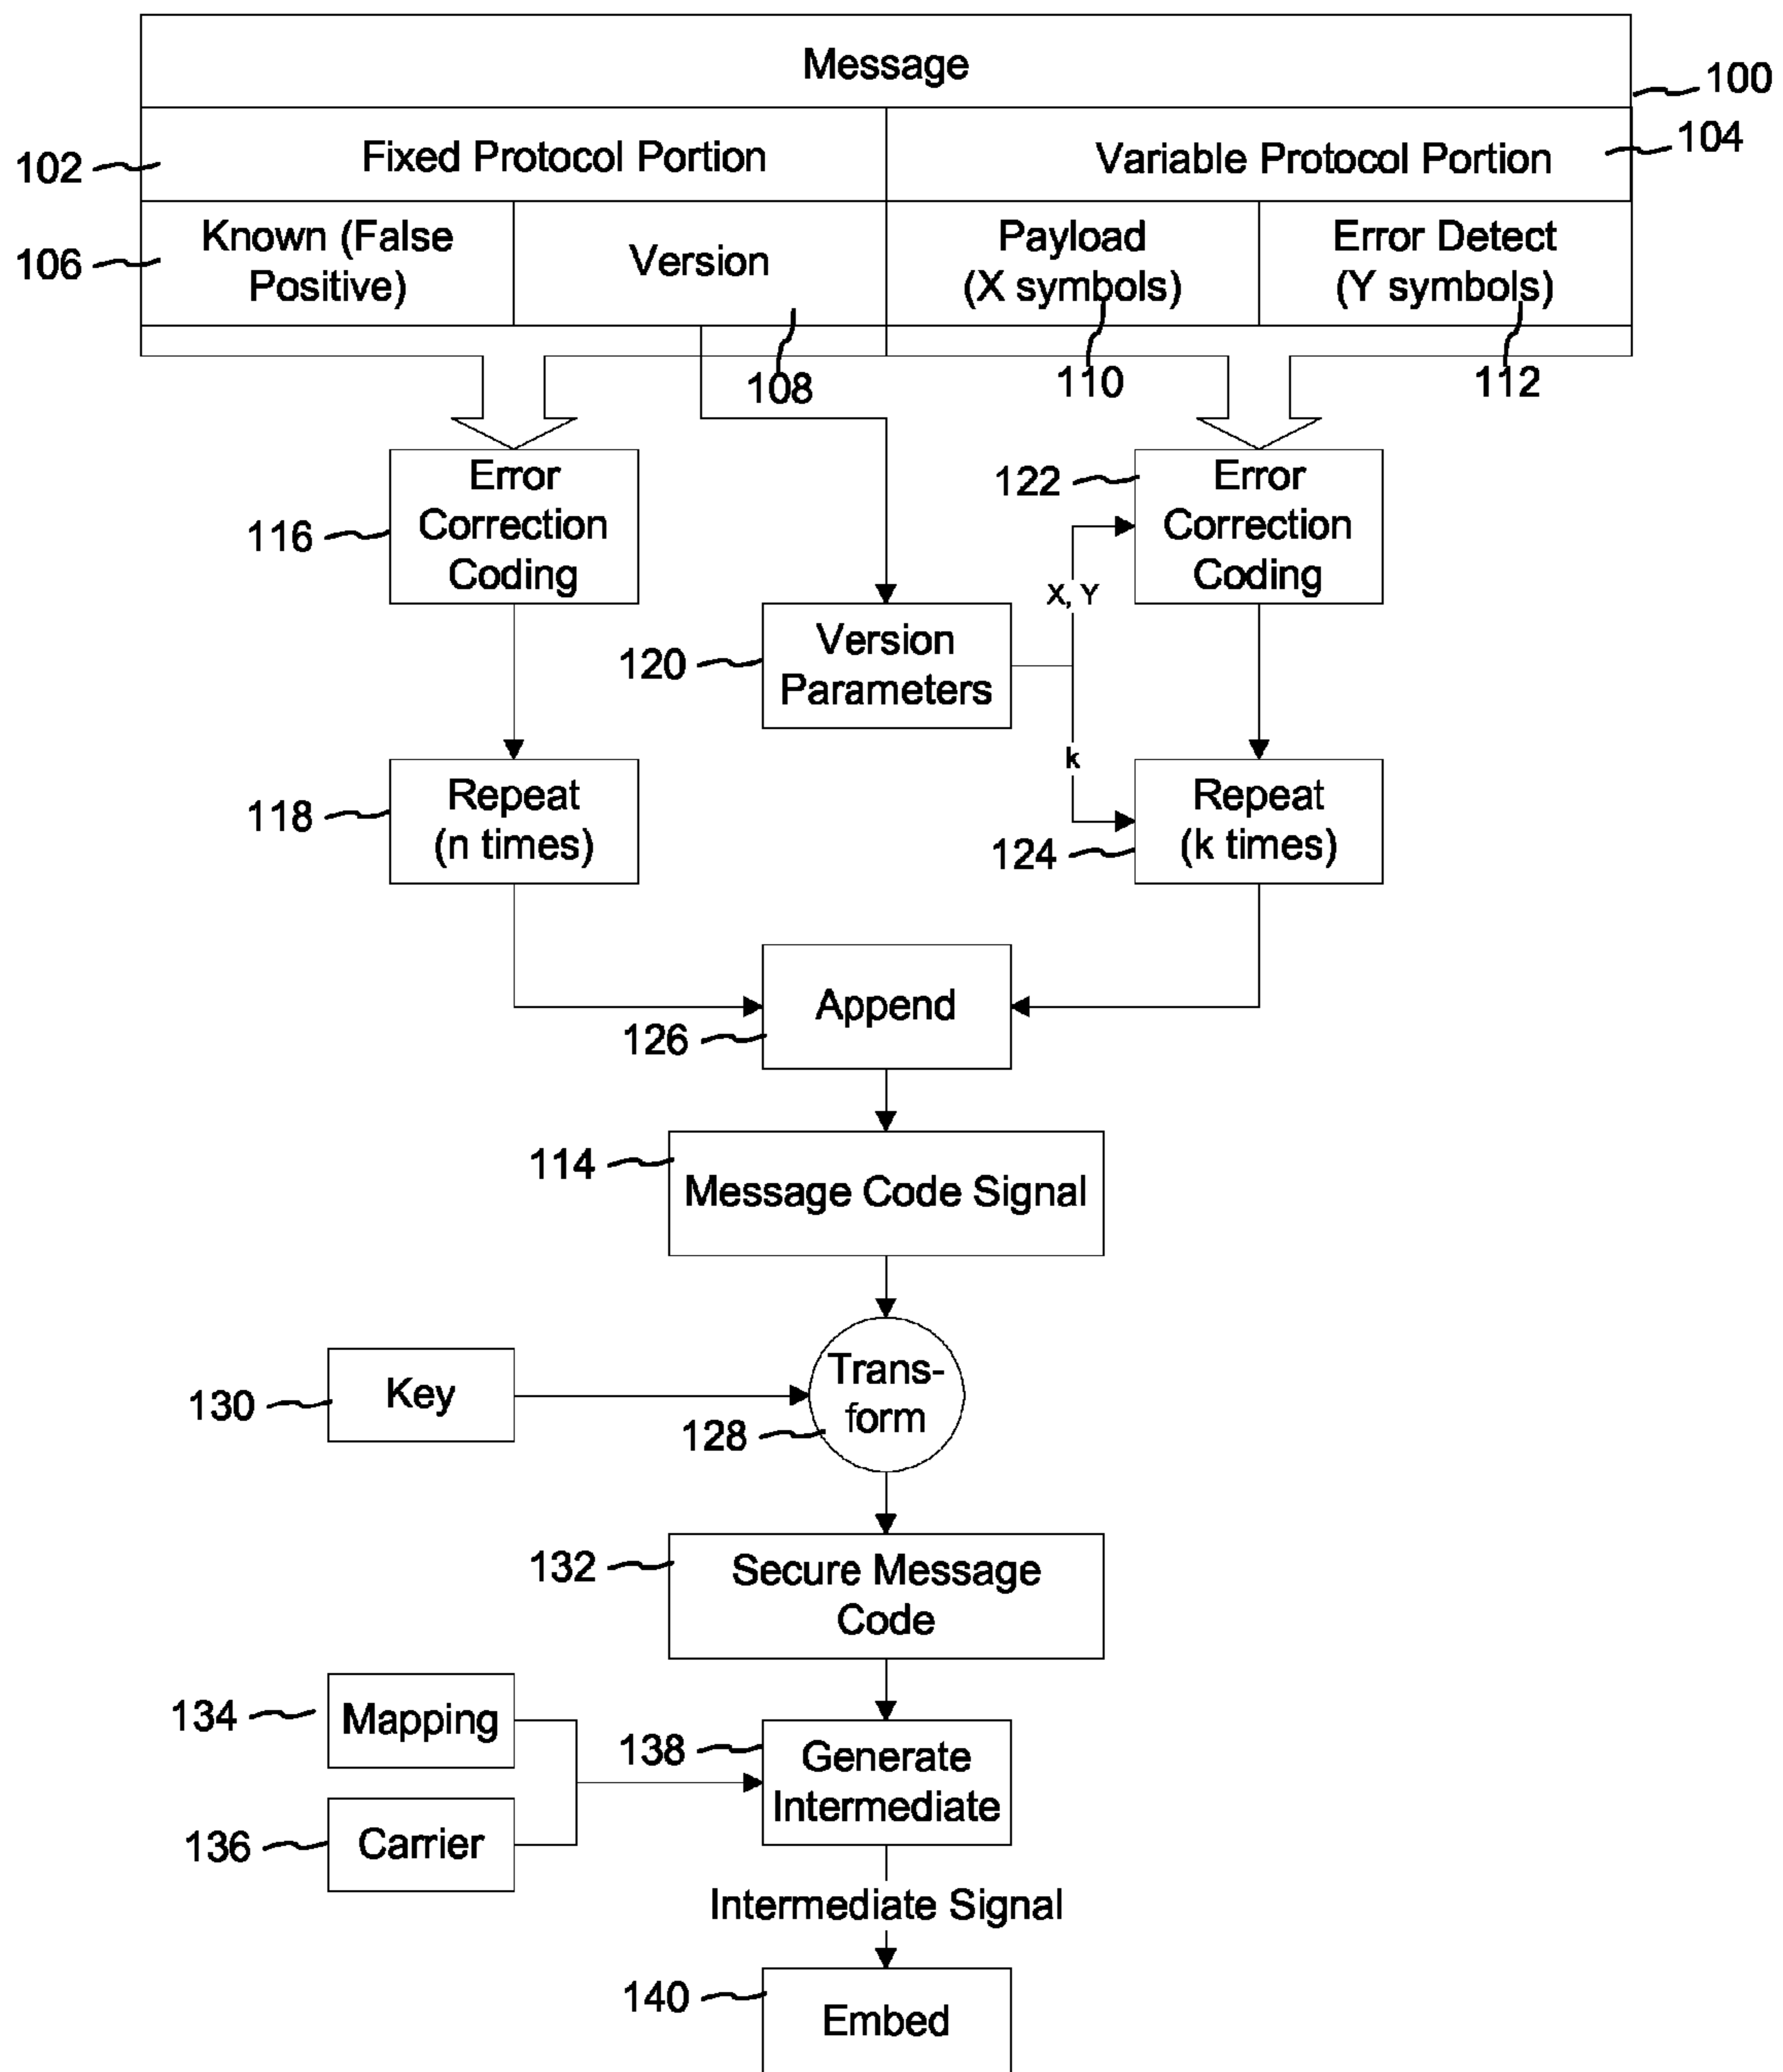 Message
100
102
Fixed Protocol Portion
Variable Protocol Portion
104
106
Known (False
Positive)
Version
Payload
(X symbols)
Error Detect
(Y symbols)
108
110
112
116
Error
Correction
Coding
122
Error
Correction
Coding
X, Y
120
Version
Parameters
k
118
Repeat
(n times)
124
Repeat
(k times)
Append
126
114
Message Code Signal
130
Key
Trans-
form
128
132
Secure Message
Code
134
Mapping
138
Generate
Intermediate
136
Carrier
Intermediate Signal
140
Embed